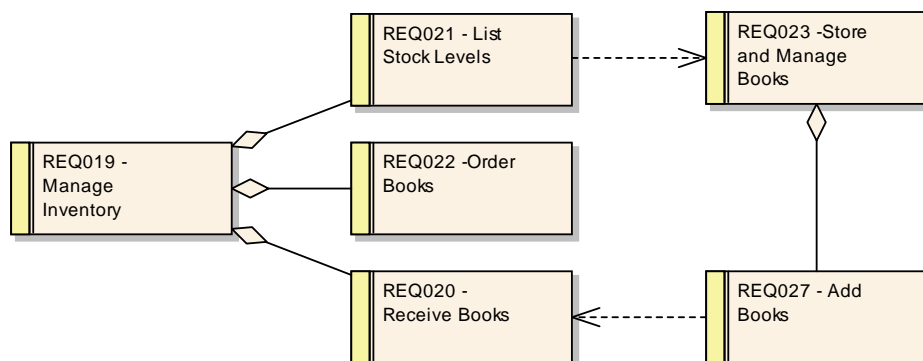 REQ021 - List
Stock Levels
REQ023 -Store
and Manage
Books
REQ019 -
Manage
Inventory
REQ022 -Order
Books
REQ020 -
Receive Books
REQ027 - Add
Books